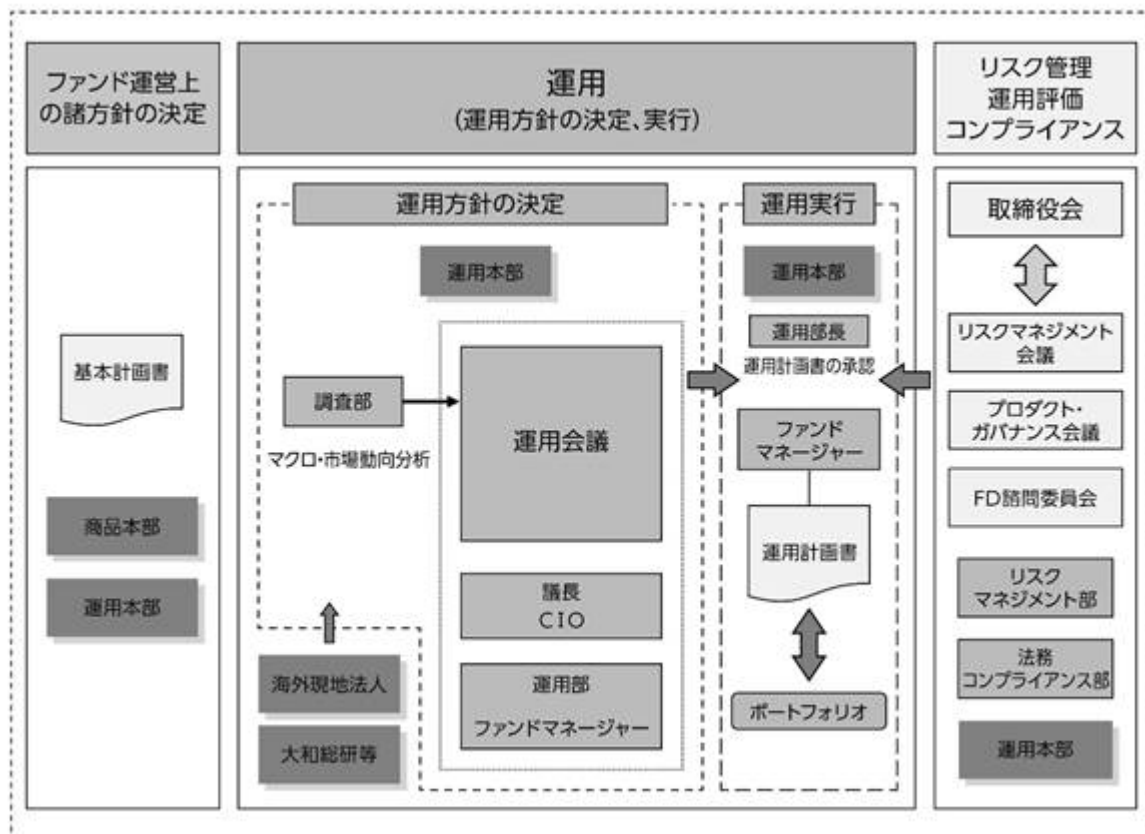 ファンド運営上
の諸方針の決定
運用
(運用方針の決定、実行)
リスク管理
運用評価
コンプライアンス
基本計画書
商品本部
運用本部
運用方針の決定
運用本部
調査部
マクロ・市場動向分析
運用会議
議長
CIO
運用部
ファンドマネージャー
海外現地法人
大和総研等
運用実行
運用本部
運用部長
運用計画書の承認
ファンド
マネージャー
運用計画書
ポートフォリオ
取締役会
リスクマネジメント
会議
プロダクト・
ガバナンス会議
FD諮問委員会
リスク
マネジメント部
法務
コンプライアンス部
運用本部